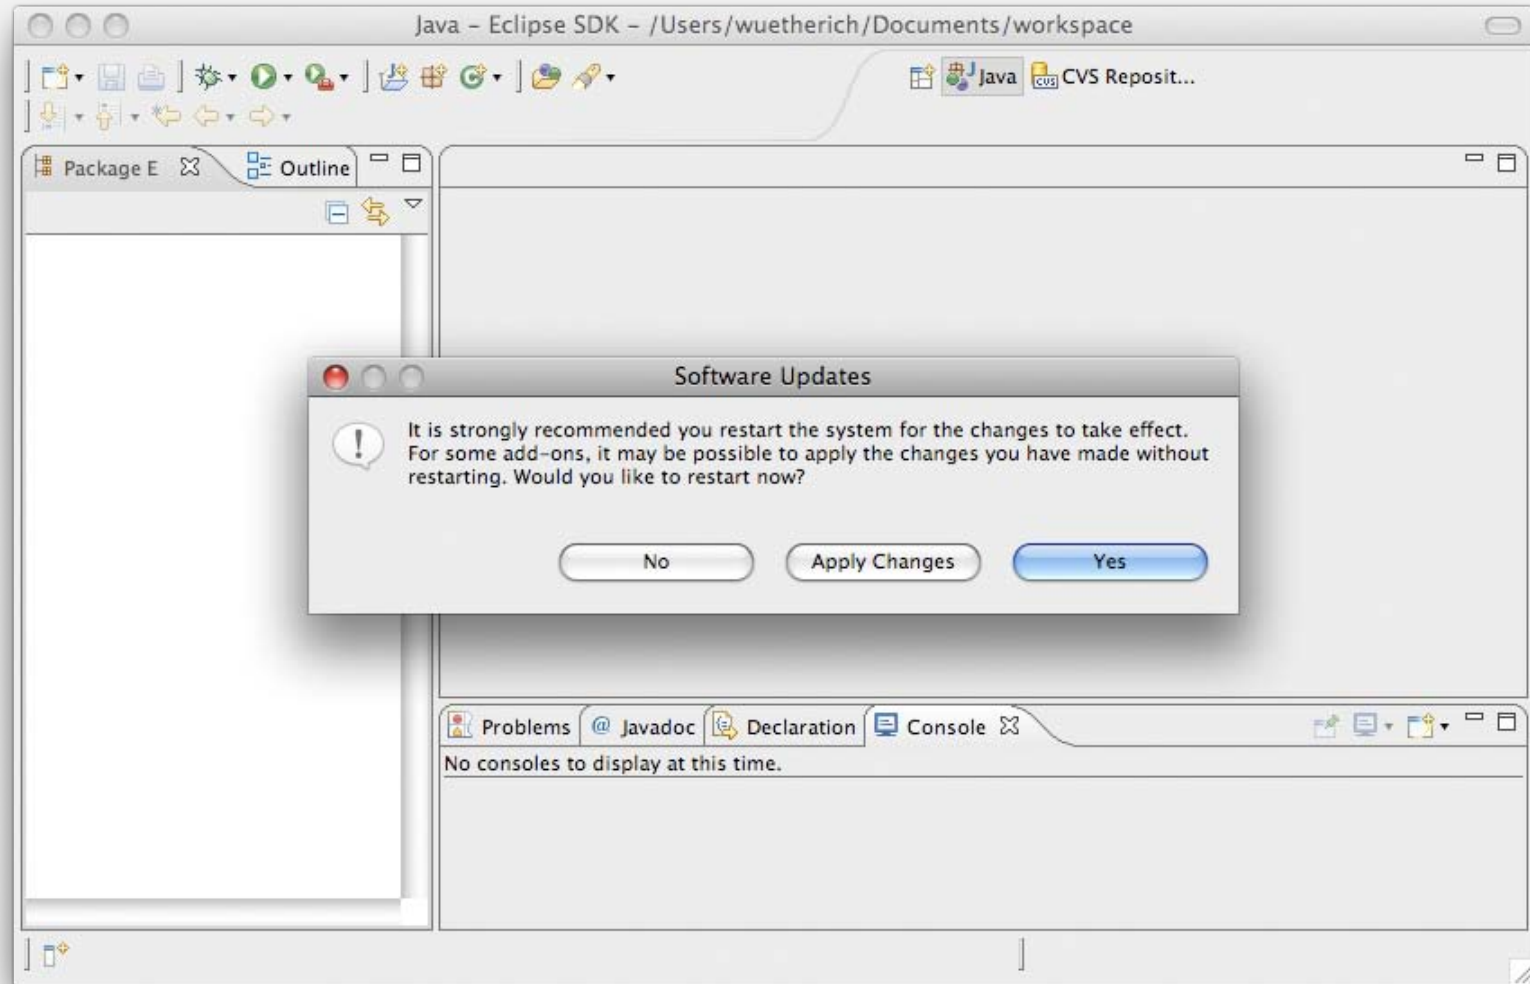 Java – Eclipse SDK – /Users/wuetherich/Documents/workspace
Java
CVS Reposit...
Package E
Outline
Software Updates
It is strongly recommended you restart the system for the changes to take effect.
For some add-ons, it may be possible to apply the changes you have made without
restarting. Would you like to restart now?
No
Apply Changes
Yes
Problems
@ Javadoc
Declaration
Console
No consoles to display at this time.